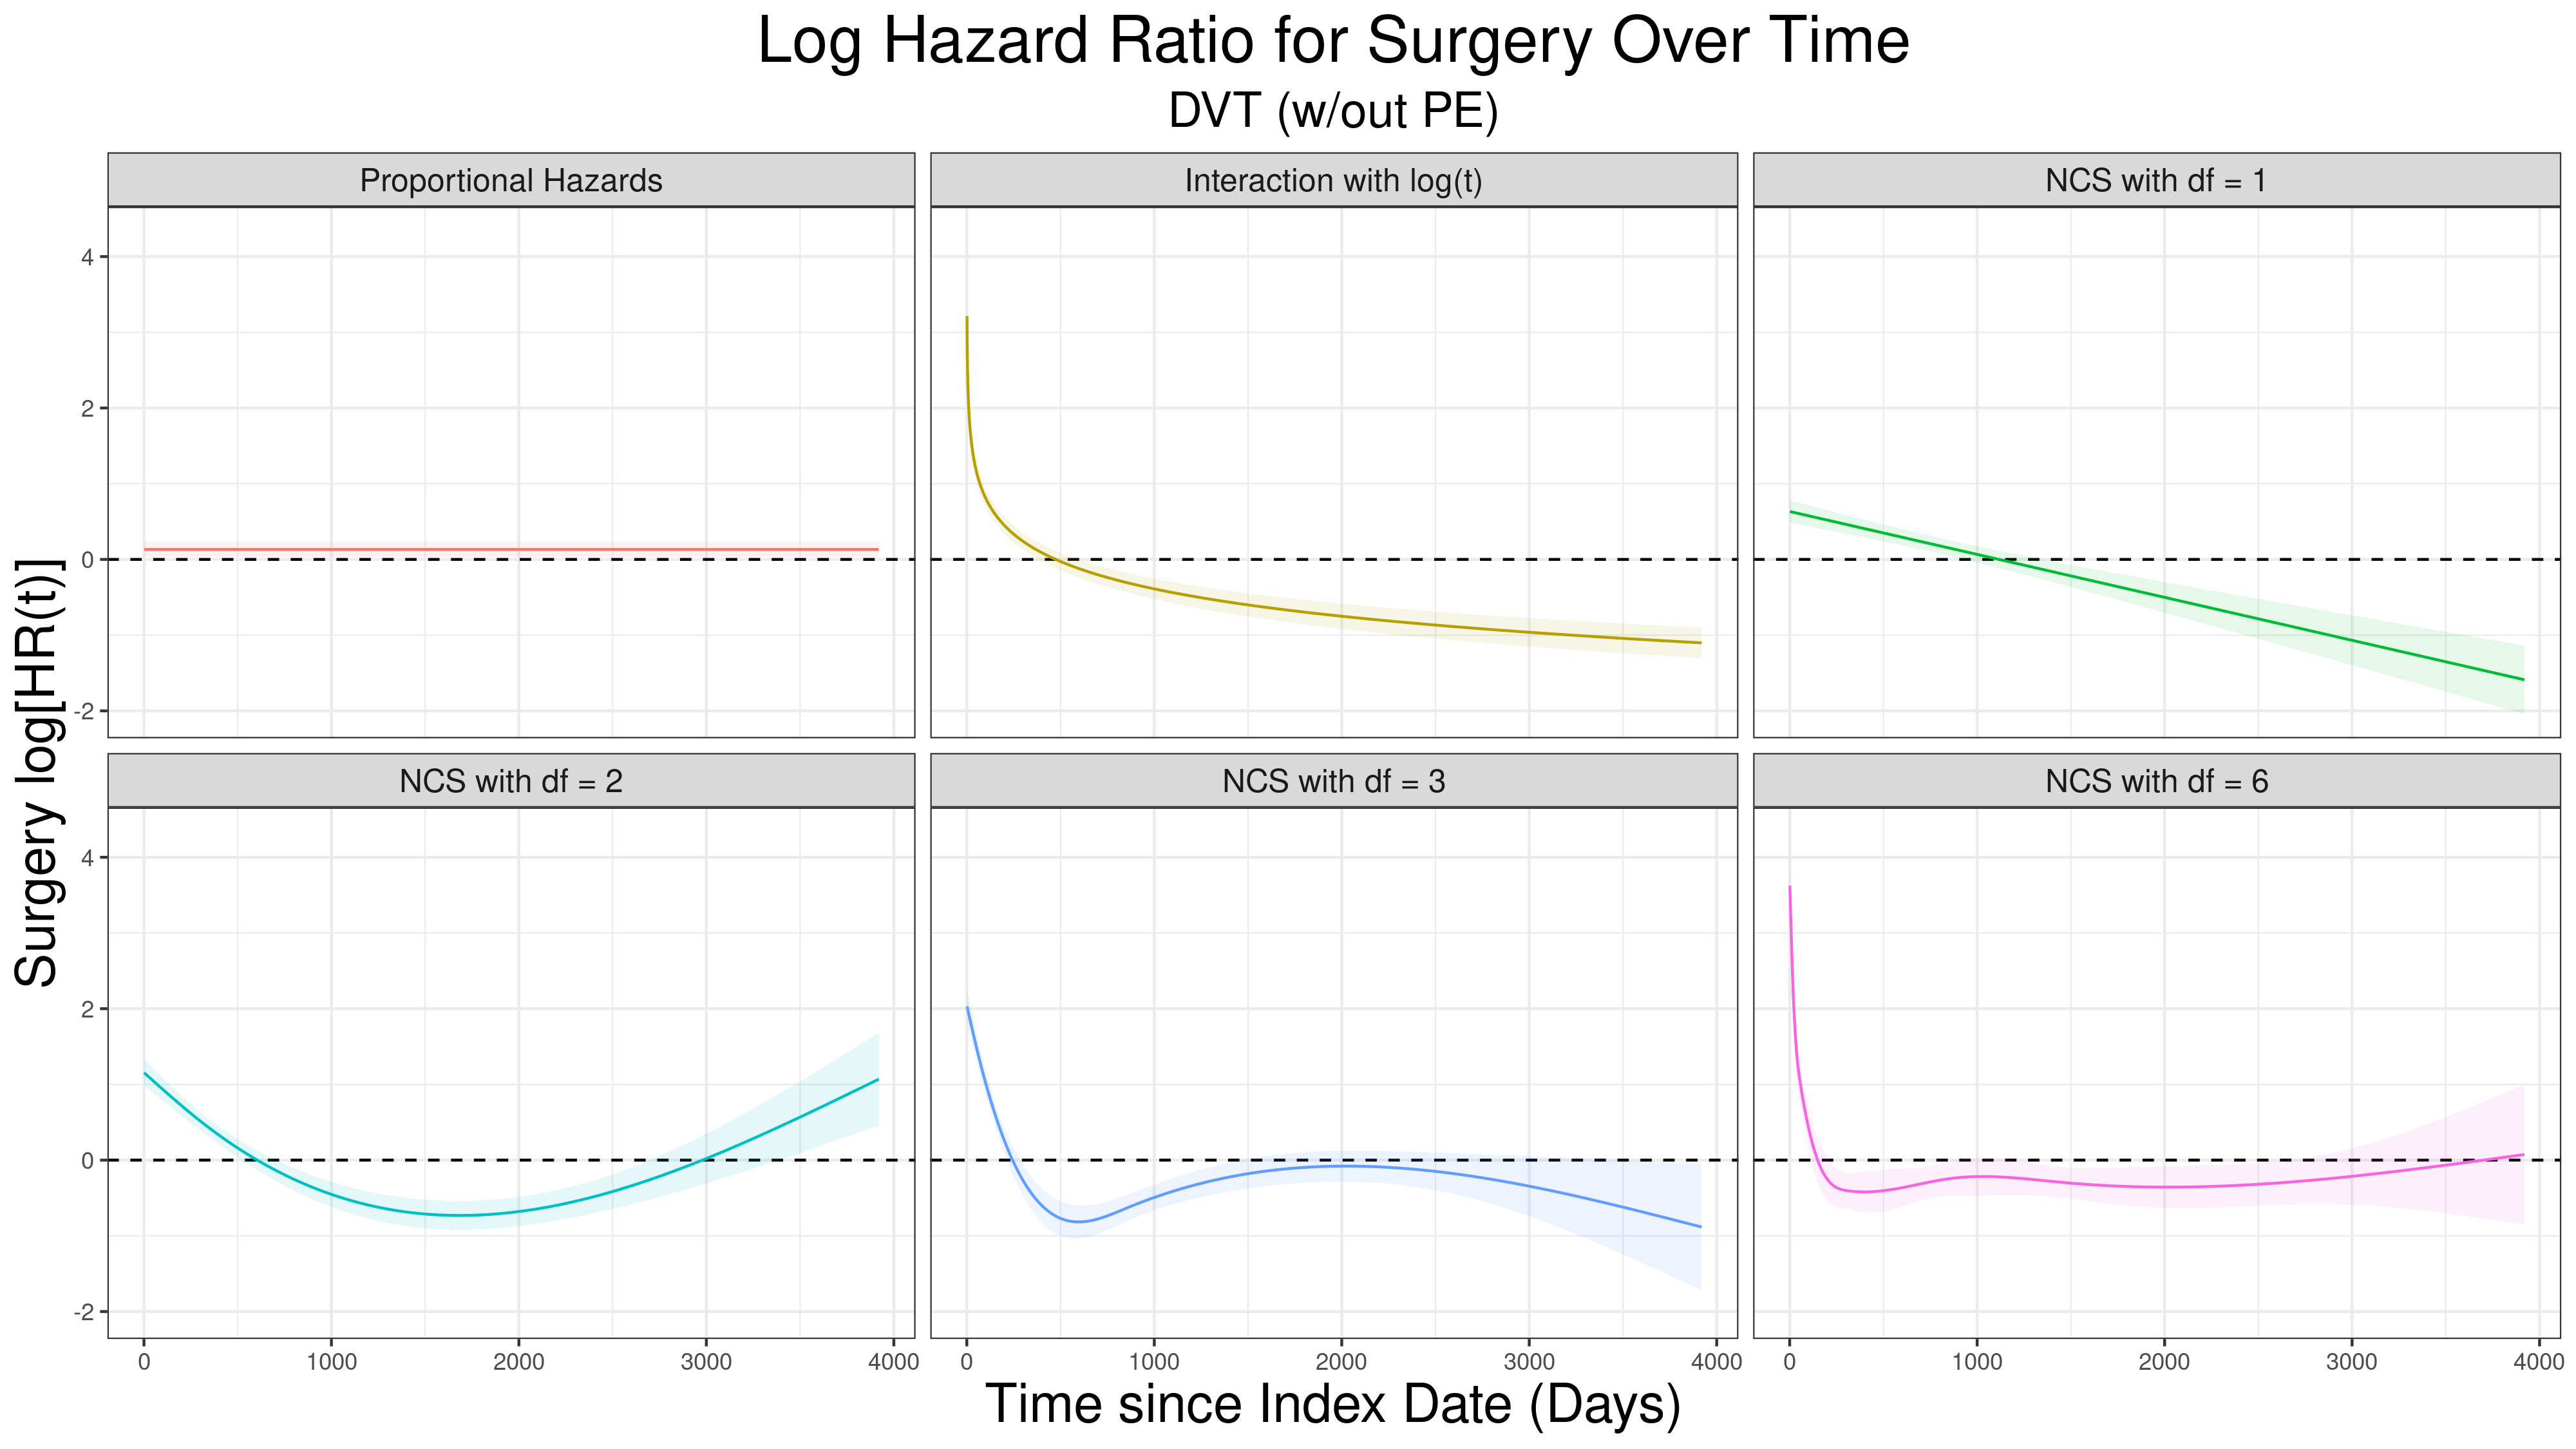 Log Hazard Ratio for Surgery Over Time
DVT (w/out PE)
Proportional Hazards
Interaction with log(t)
NCS with df = 1
4
2
0
-2
Surgery log[HR(t)]
NCS with df = 2
NCS with df = 3
NCS with df = 6
4
2
0
-2
0 1000 2000 3000 4000
0 1000 2000 3000 4000
0 1000 2000 3000 4000
Time since Index Date (Days)